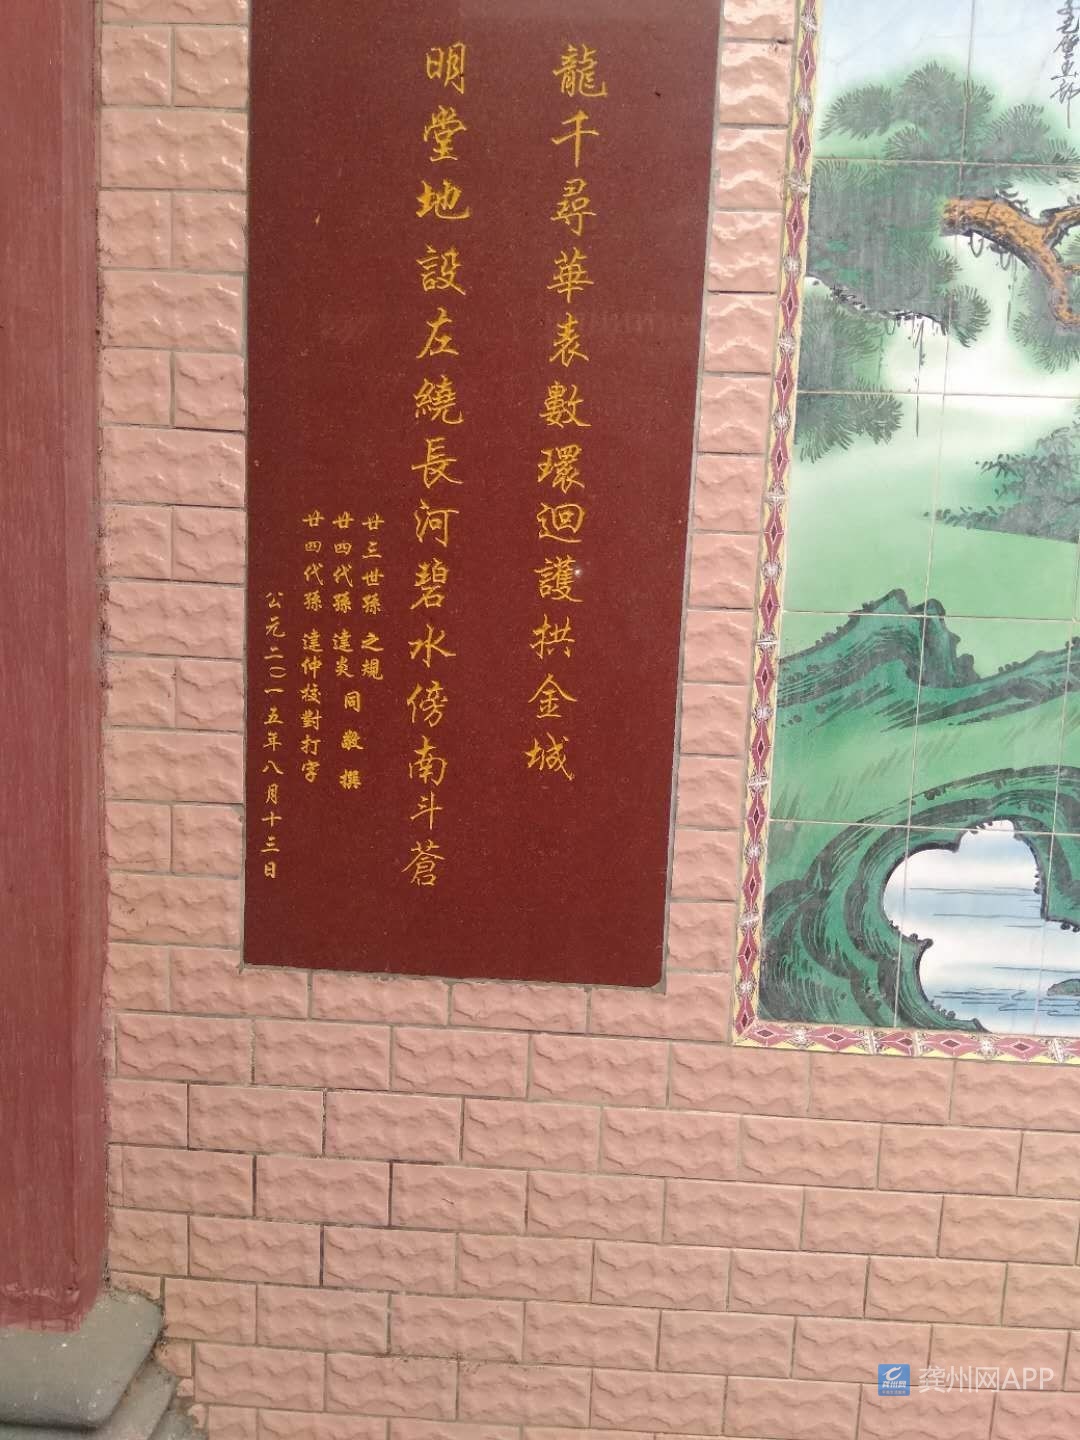 龍千尋華表數環迴護拱金城
明堂地設左繞長河碧水傍南斗蒼
廿三世孫 之規
廿四代孫 達炎 同敬撰
廿四代孫 達仲校對打字
公元二〇一五年八月十三日
龚州网APP